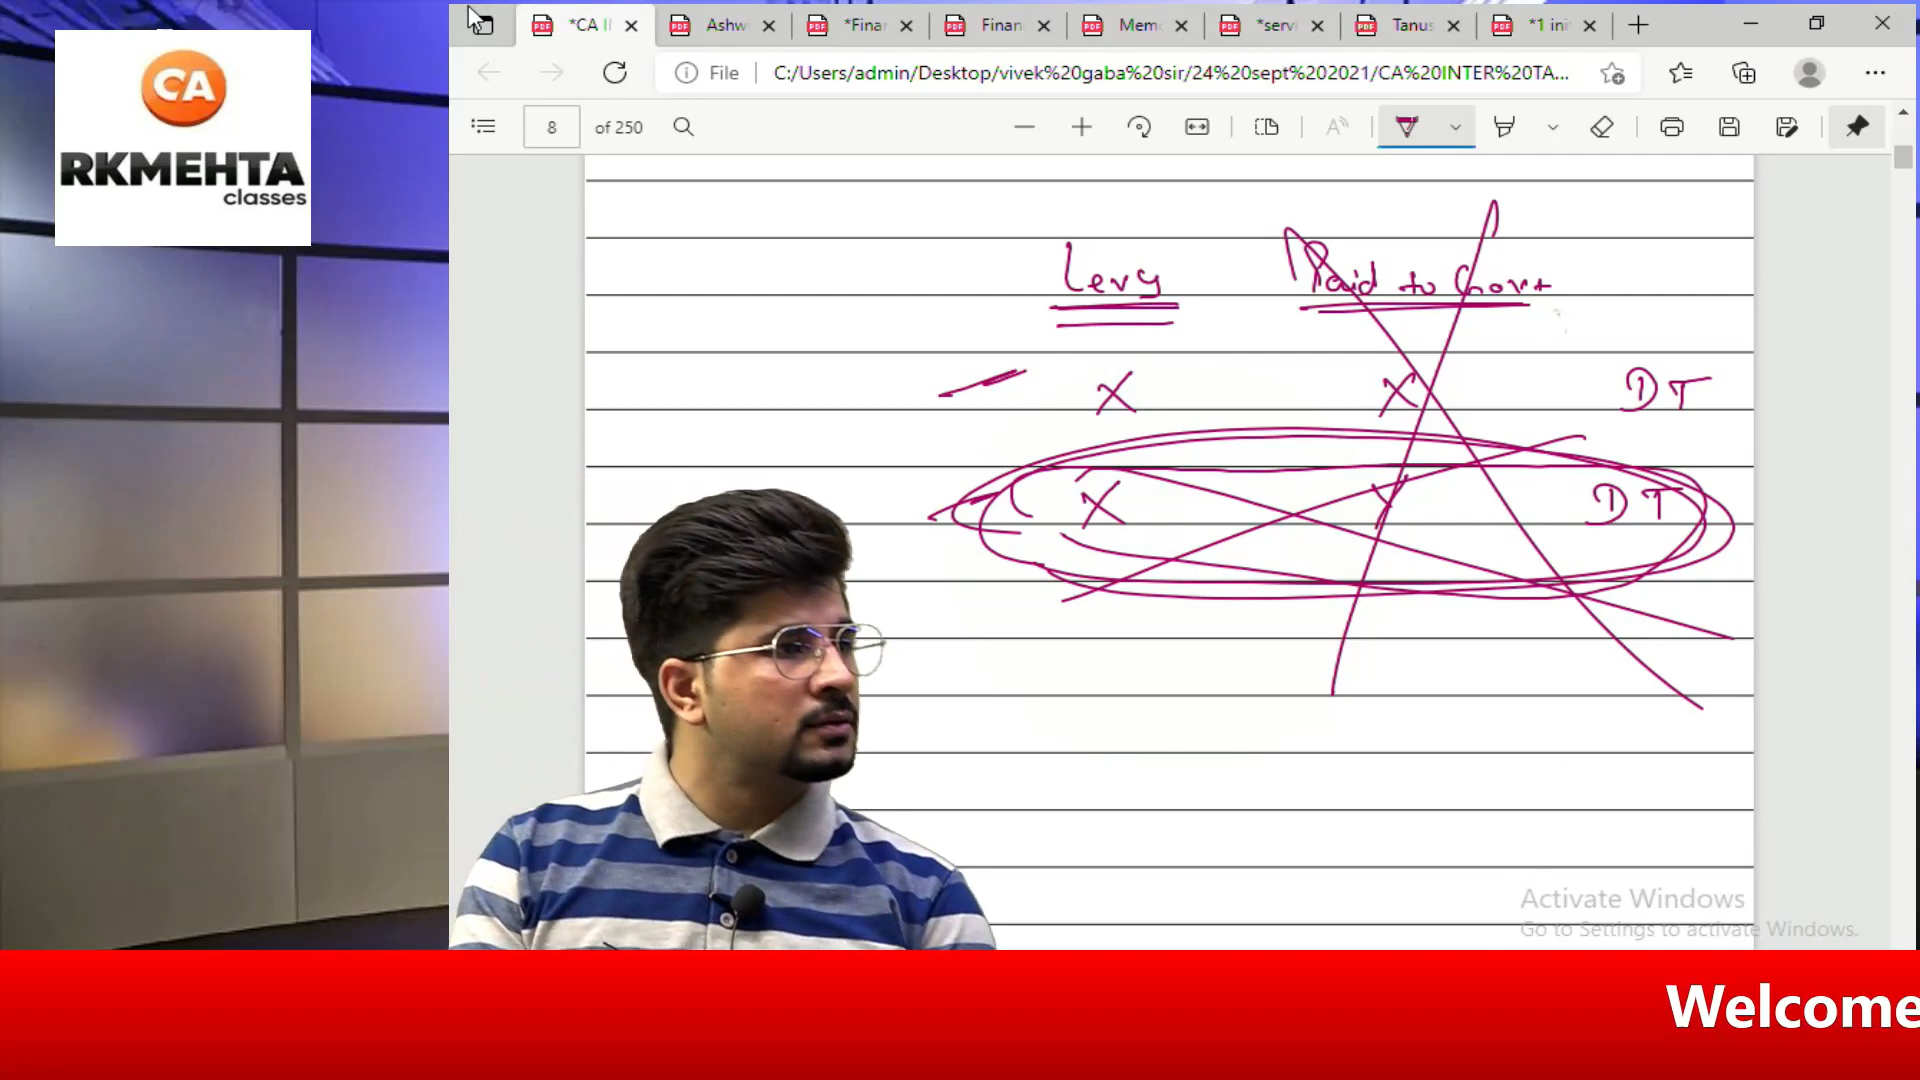 *CA I
Ashw
*Finar
Finan
Mem
*serv
Tanus
*1 ini
File
C:/Users/admin/Desktop/vivek%20gaba%20sir/24%20sept%202021/CA%20INTER%20TA...
8 of 250
CA
RKMEHTA
classes
Levy Paid to Govt
X X DT
X Y DT
Activate Windows
Go to Settings to activate Windows.
Welcome